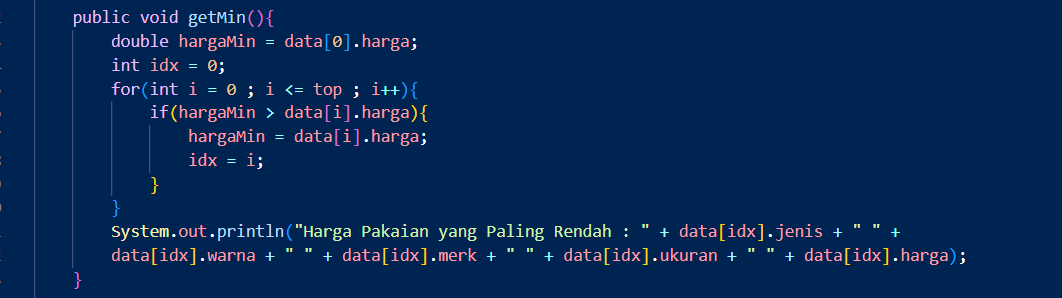 public void getMin(){
double hargaMin = data[0].harga;
int idx = 0;
for(int i = 0 ; i <= top ; i++){
if(hargaMin > data[i].harga){
hargaMin = data[i].harga;
idx = i;
}
}
System.out.println("Harga Pakaian yang Paling Rendah : " + data[idx].jenis + " " +
data[idx].warna + " " + data[idx].merk + " " + data[idx].ukuran + " " + data[idx].harga);
}